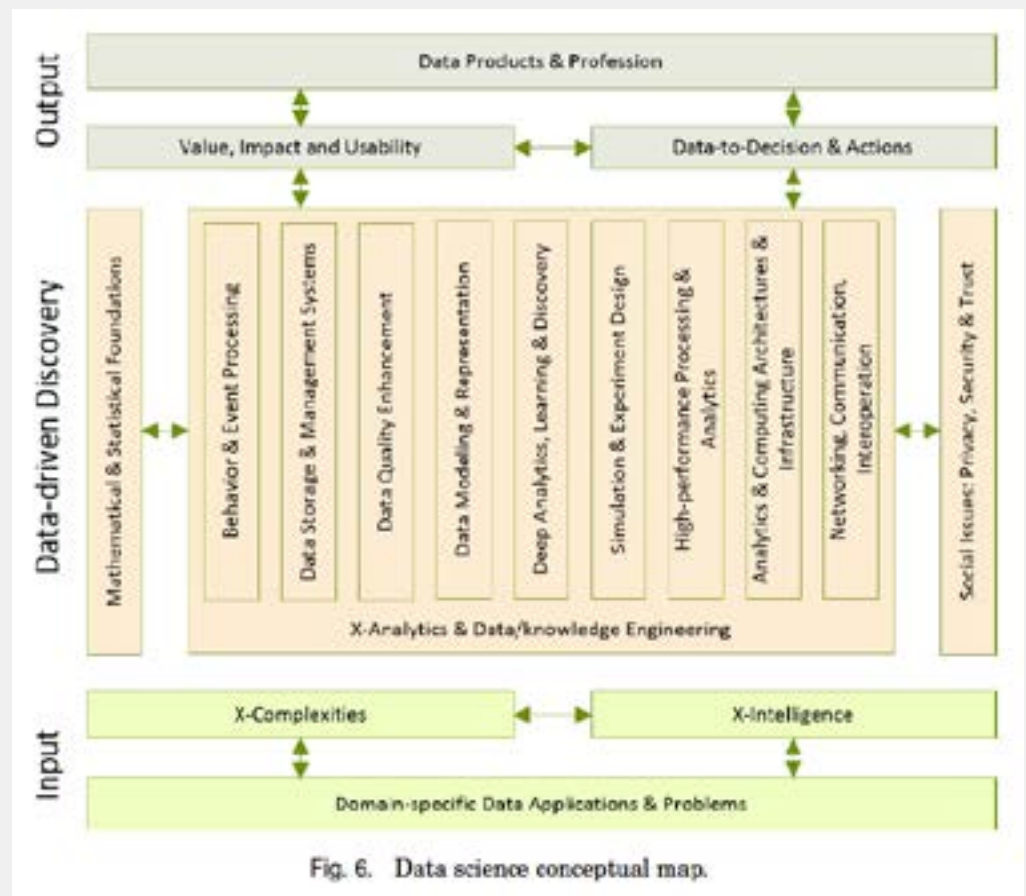 Output
Data Products & Profession
Value, Impact and Usability
Data-to-Decision & Actions
Data-driven Discovery
Mathematical & Statistical Foundations
Behavior & Event Processing
Data Storage & Management Systems
Data Quality Enhancement
Data Modeling & Representation
Deep Analytics, Learning & Discovery
Simulation & Experiment Design
High-performance Processing &
Analytics
Analytics & Computing Architectures &
Infrastructure
Networking, Communication,
Interoperation
Social Issues: Privacy, Security & Trust
X-Analytics & Data/knowledge Engineering
Input
X-Complexities
X-Intelligence
Domain-specific Data Applications & Problems
Fig. 6. Data science conceptual map.